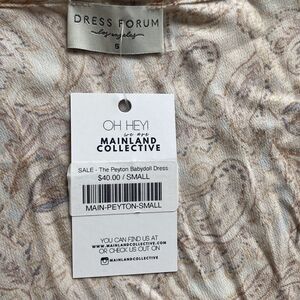 DRESS FORUM
los angeles
S
OH HEY!
we are
MAINLAND
COLLECTIVE
SALE - The Peyton Babydoll Dress
$40.00 / SMALL
MAIN-PEYTON-SMALL
YOU CAN FIND US AT
WWW.MAINLANDCOLLECTIVE.COM
OR CHECK US OUT ON
MAINLANDCOLLECTIVE